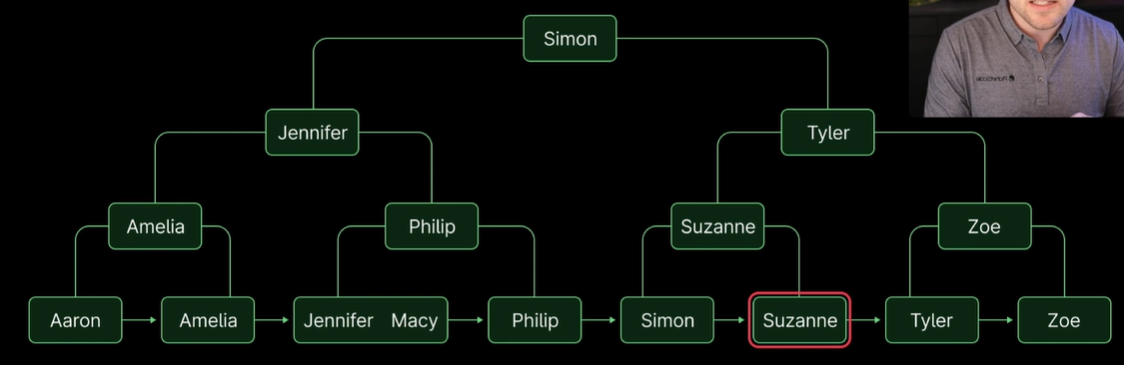 Simon
Jennifer Tyler
Amelia Philip Suzanne Zoe
Aaron Amelia Jennifer Macy Philip Simon Suzanne Tyler Zoe